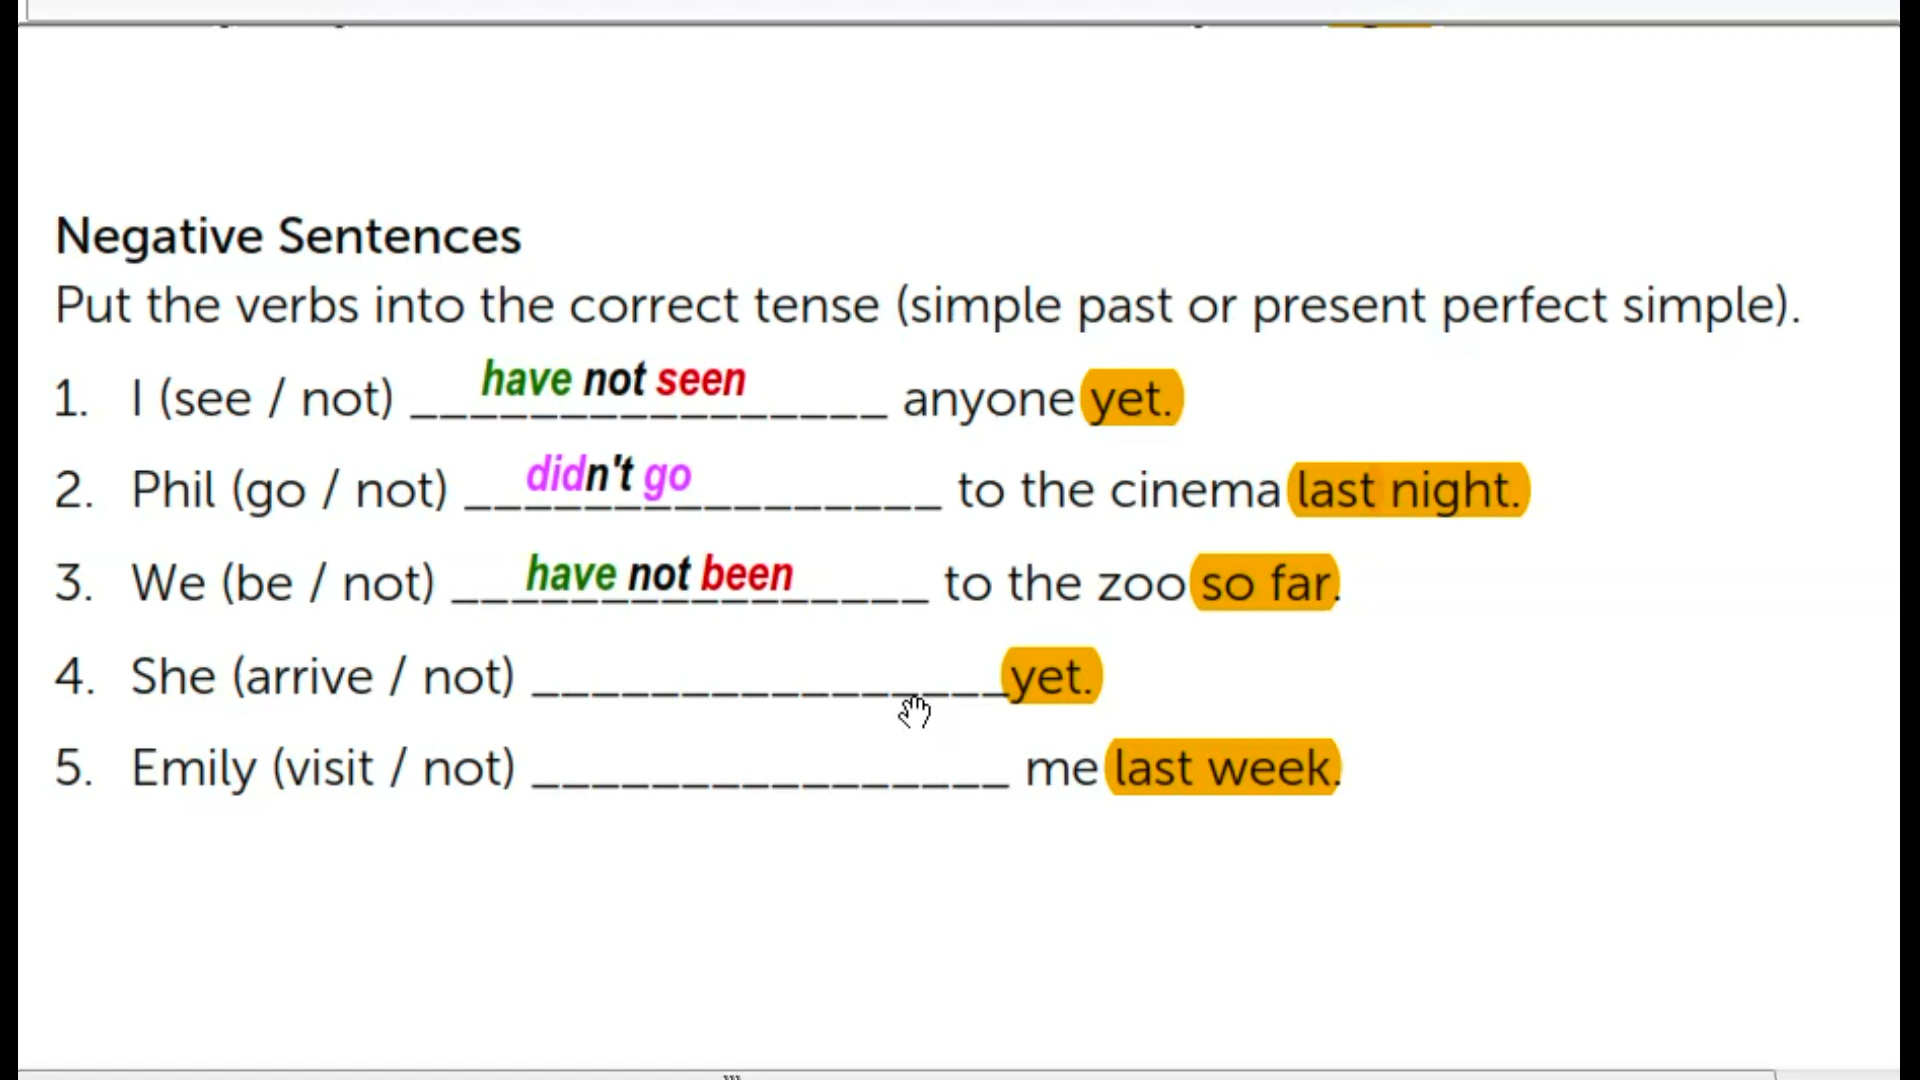 Negative Sentences
Put the verbs into the correct tense (simple past or present perfect simple).
1. I (see / not) ________________ have not seen anyone yet.
2. Phil (go / not) ________________ didn't go to the cinema last night.
3. We (be / not) ________________ have not been to the zoo so far.
4. She (arrive / not) ________________ yet.
5. Emily (visit / not) ________________ me last week.